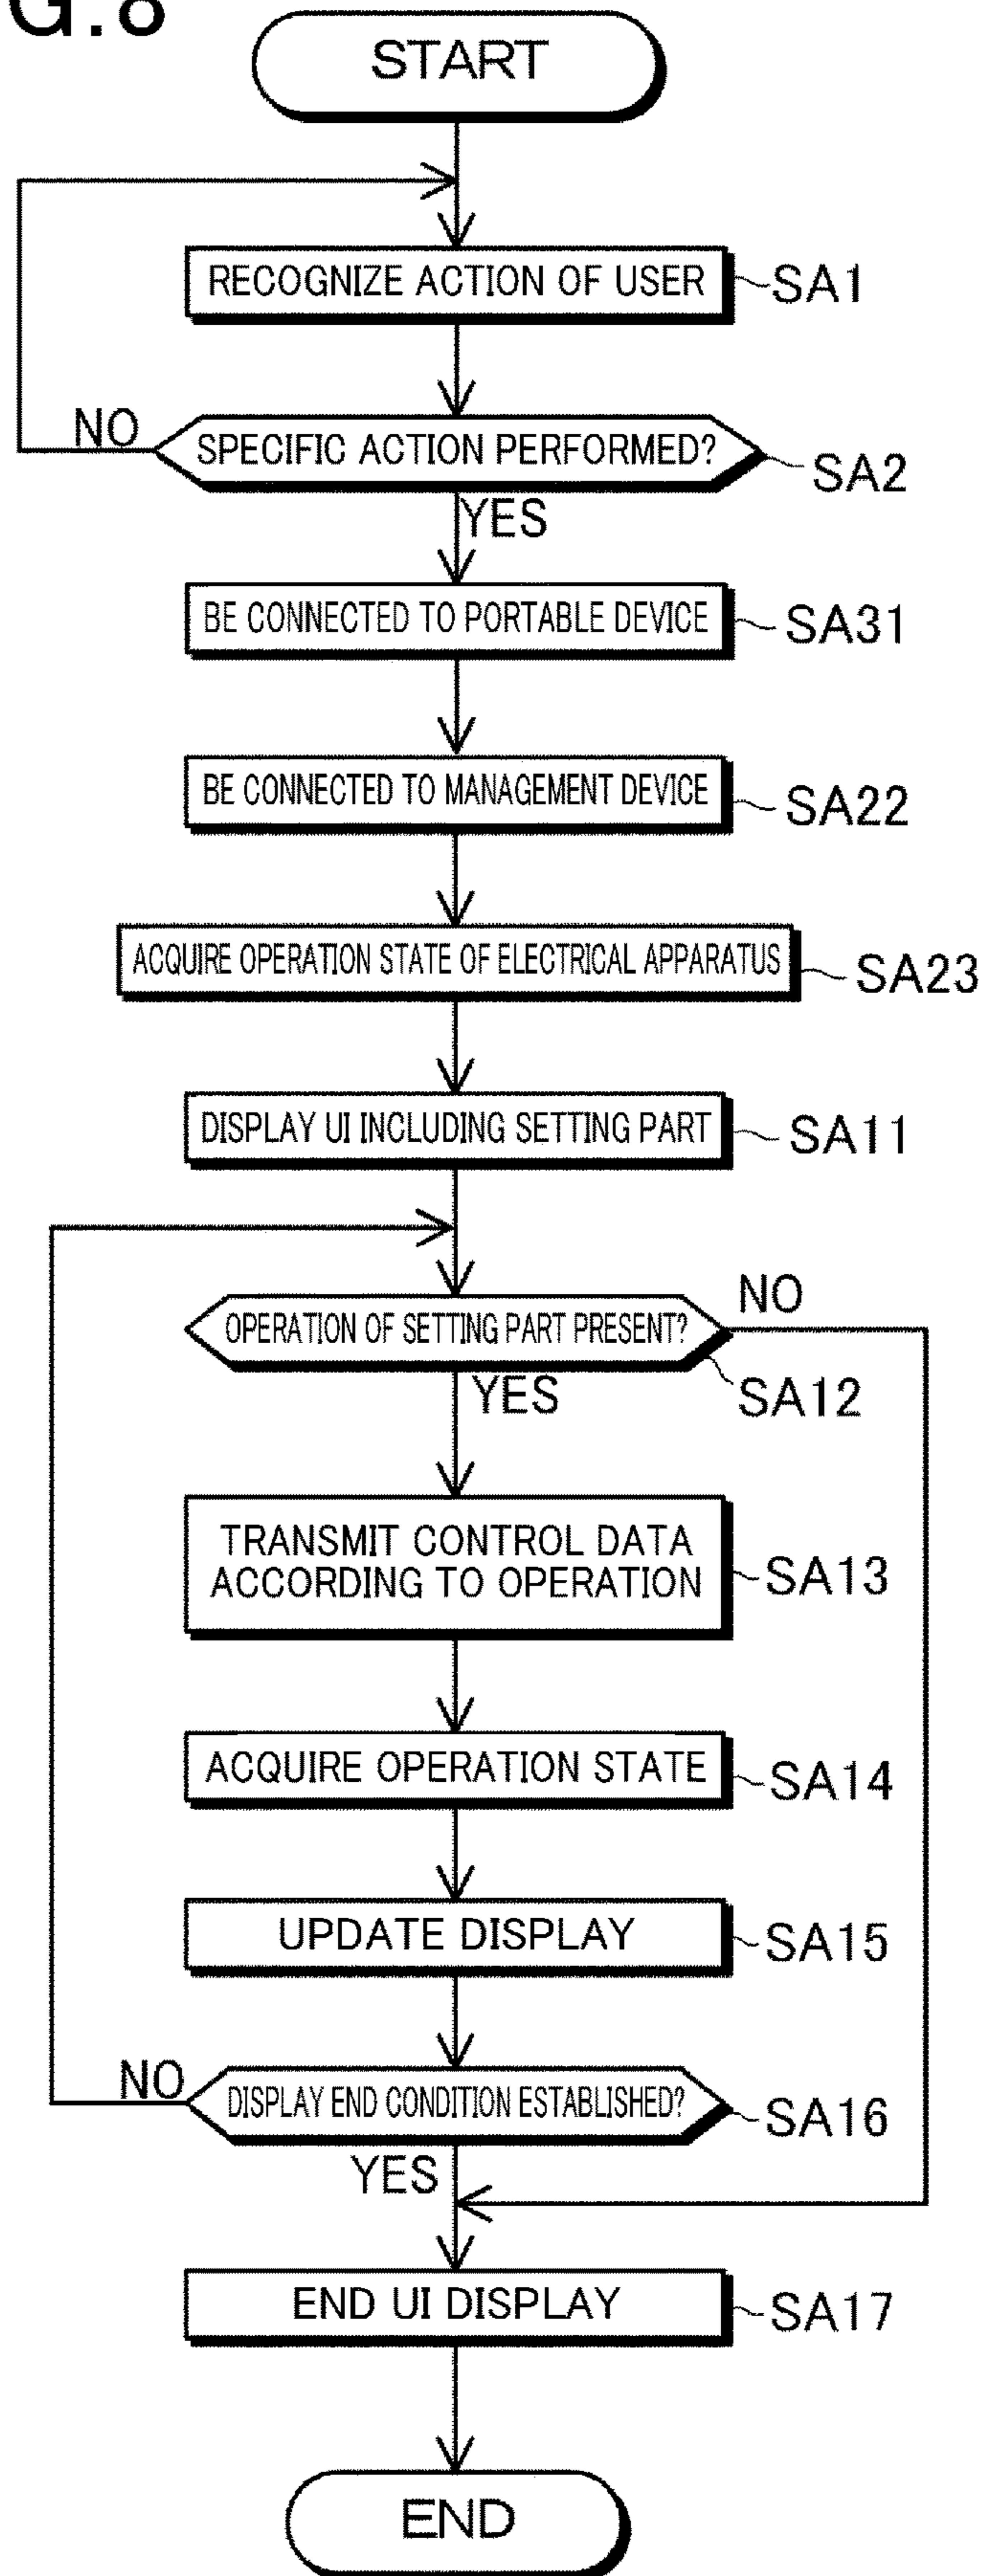 G.8
START
RECOGNIZE ACTION OF USER
SA1
NO
SPECIFIC ACTION PERFORMED?
SA2
YES
BE CONNECTED TO PORTABLE DEVICE
SA31
BE CONNECTED TO MANAGEMENT DEVICE
SA22
ACQUIRE OPERATION STATE OF ELECTRICAL APPARATUS
SA23
DISPLAY UI INCLUDING SETTING PART
SA11
NO
OPERATION OF SETTING PART PRESENT?
SA12
YES
TRANSMIT CONTROL DATA
ACCORDING TO OPERATION
SA13
ACQUIRE OPERATION STATE
SA14
UPDATE DISPLAY
SA15
NO
DISPLAY END CONDITION ESTABLISHED?
SA16
YES
END UI DISPLAY
SA17
END